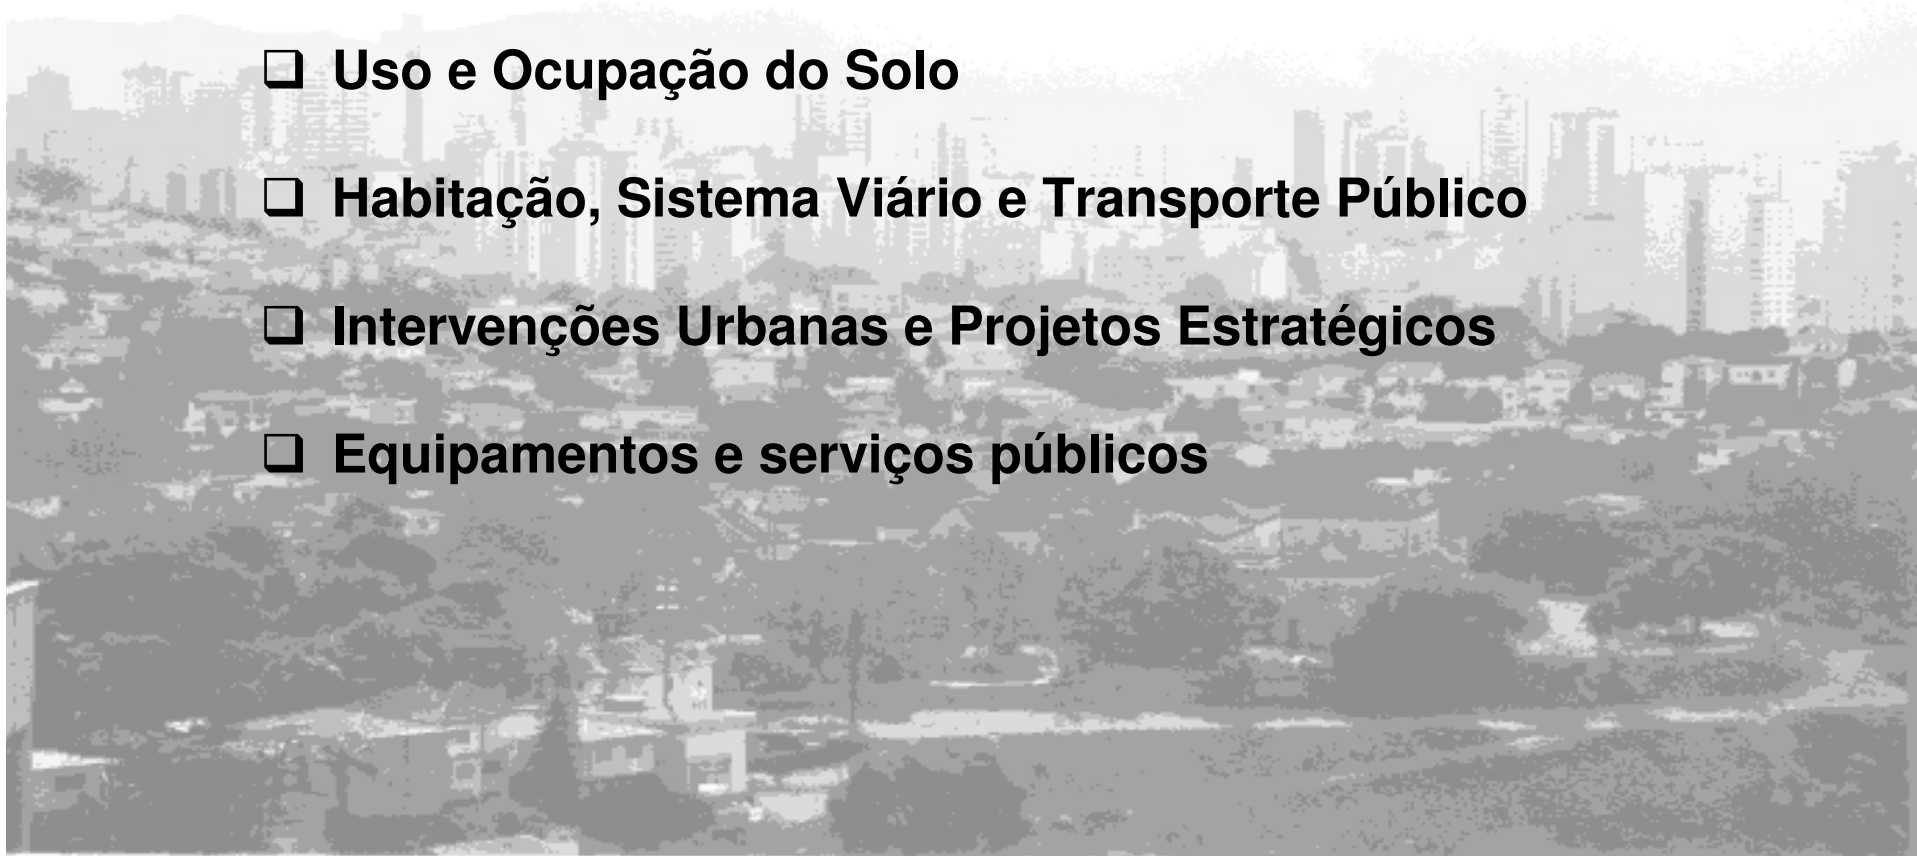 ❑ Uso e Ocupação do Solo
❑ Habitação, Sistema Viário e Transporte Público
❑ Intervenções Urbanas e Projetos Estratégicos
❑ Equipamentos e serviços públicos